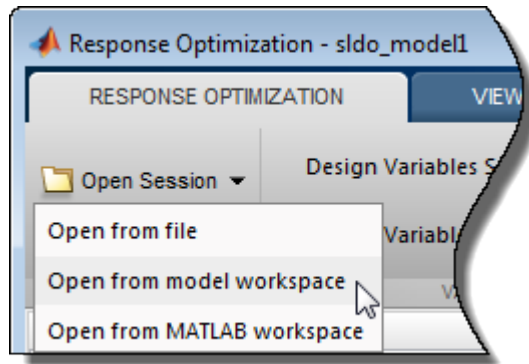 Response Optimization - sldo_model1
RESPONSE OPTIMIZATION
VIEW
Open Session
Design Variables
Open from file
Open from model workspace
Open from MATLAB workspace